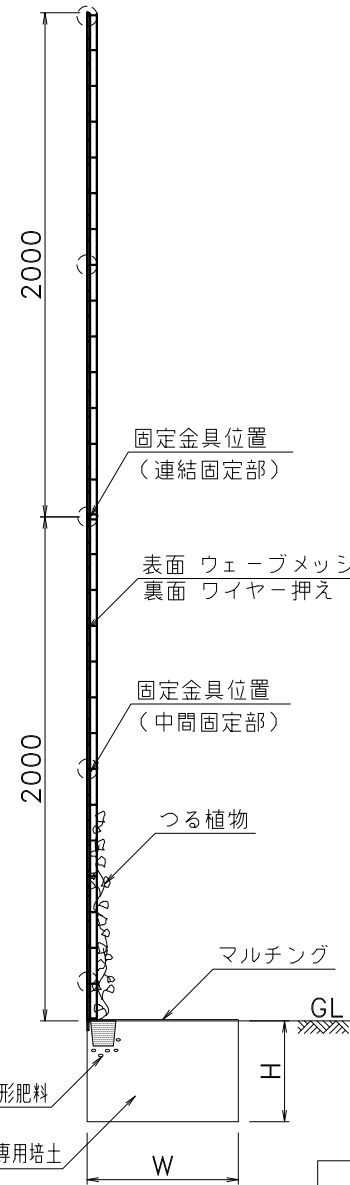 2000
固定金具位置
(連結固定部)
表面 ウェーブメッシ
裏面 ワイヤー押え
固定金具位置
(中間固定部)
2000
つる植物
マルチング
GL
形肥料
H
専用培土
W